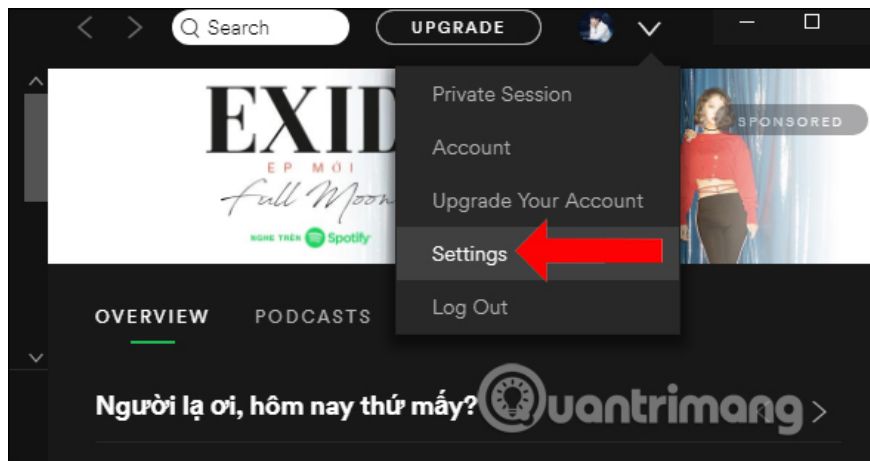 Search
UPGRADE
EXID
EP MỚI
Full Moon
NGHE TRÊN Spotify
SPONSORED
Private Session
Account
Upgrade Your Account
Settings
Log Out
OVERVIEW PODCASTS
Người lạ ơi, hôm nay thứ mấy?
Quantrimang